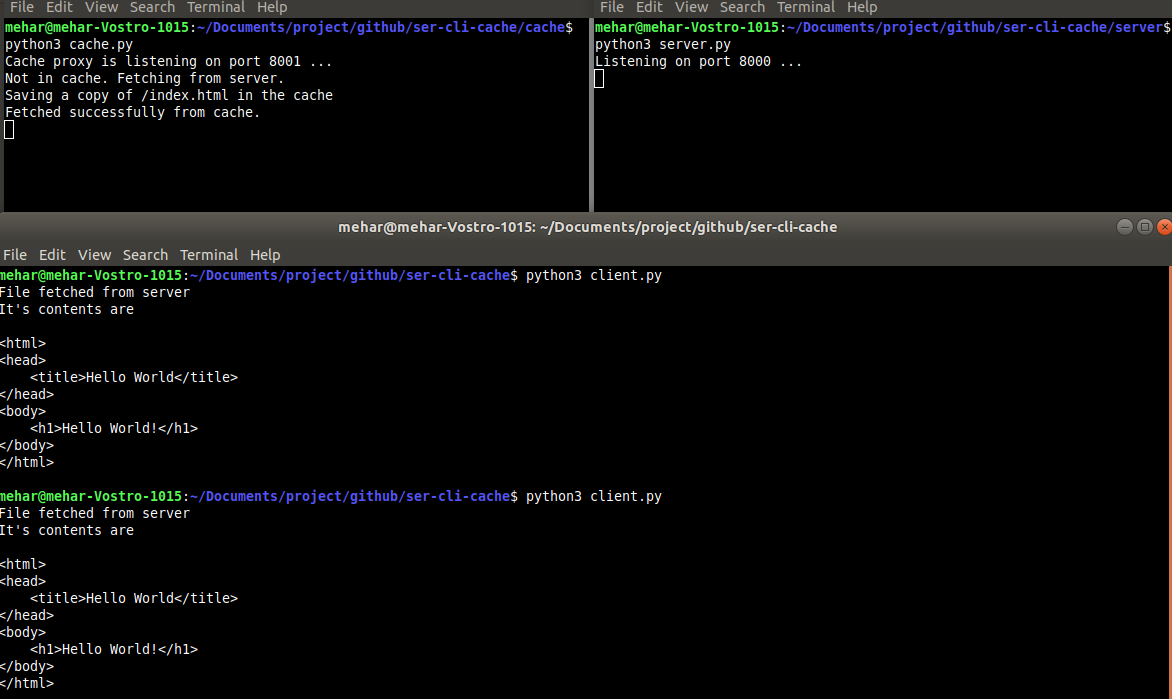 File Edit View Search Terminal Help
mehar@mehar-Vostro-1015:~/Documents/project/github/ser-cli-cache/cache$
python3 cache.py
Cache proxy is listening on port 8001 ...
Not in cache. Fetching from server.
Saving a copy of /index.html in the cache
Fetched successfully from cache.
File Edit View Search Terminal Help
mehar@mehar-Vostro-1015:~/Documents/project/github/ser-cli-cache/server$
python3 server.py
Listening on port 8000 ...
mehar@mehar-Vostro-1015: ~/Documents/project/github/ser-cli-cache
File Edit View Search Terminal Help
mehar@mehar-Vostro-1015:~/Documents/project/github/ser-cli-cache$ python3 client.py
File fetched from server
It's contents are
<html>
<head>
    <title>Hello World</title>
</head>
<body>
    <h1>Hello World!</h1>
</body>
</html>
mehar@mehar-Vostro-1015:~/Documents/project/github/ser-cli-cache$ python3 client.py
File fetched from server
It's contents are
<html>
<head>
    <title>Hello World</title>
</head>
<body>
    <h1>Hello World!</h1>
</body>
</html>